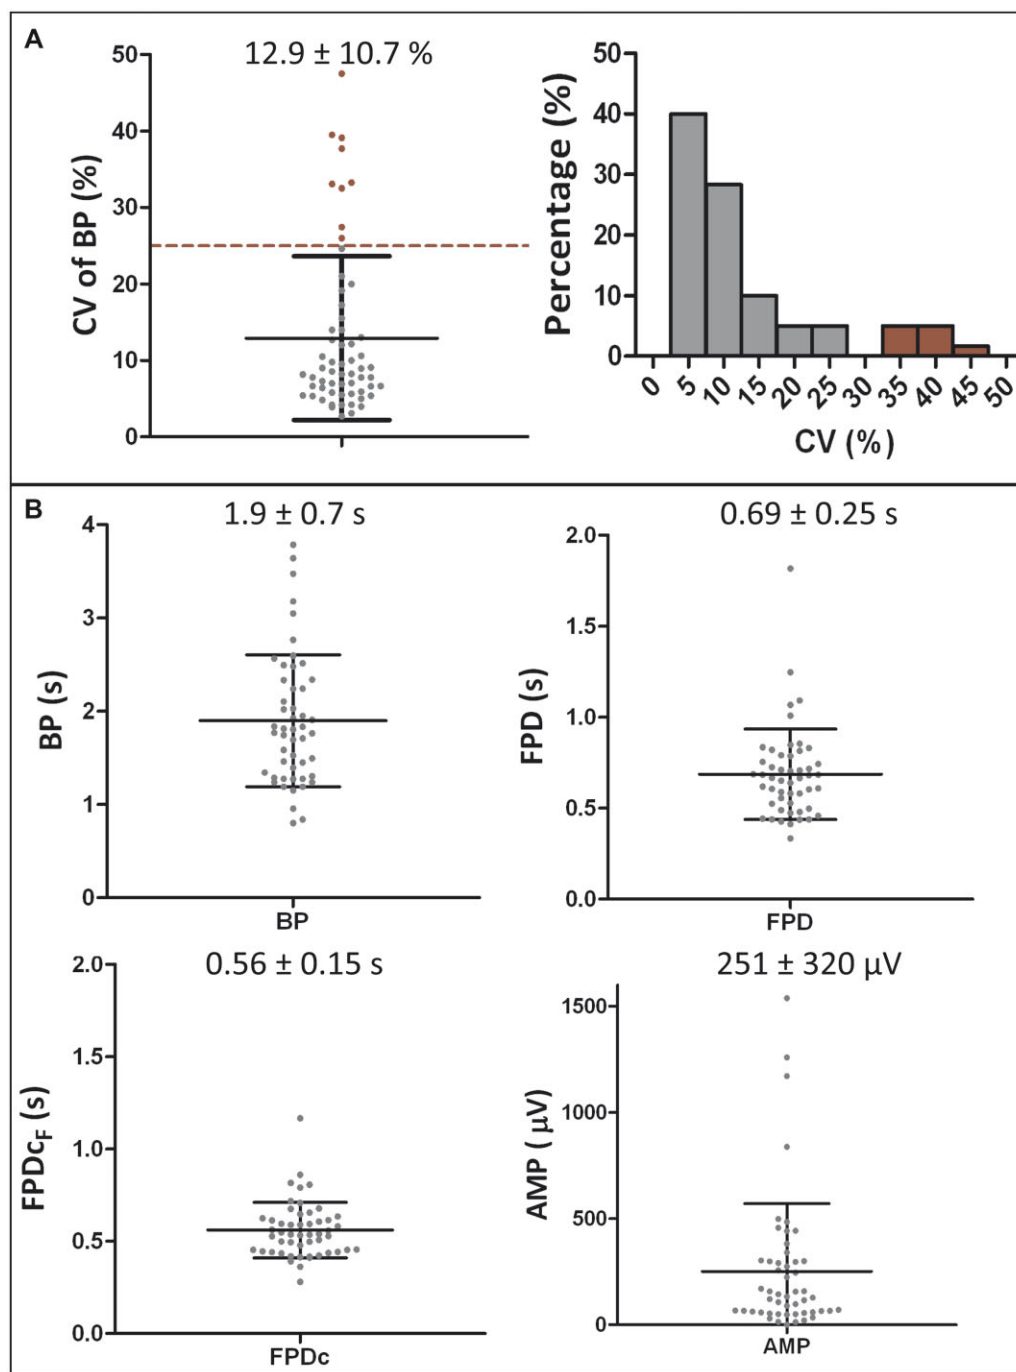 A
12.9 ± 10.7 %
CV of BP (%)
50
40
30
20
10
0
Percentage (%)
50
40
30
20
10
0
0 5 10 15 20 25 30 35 40 45 50
CV (%)
B
1.9 ± 0.7 s
BP (s)
4
3
2
1
0
BP
0.69 ± 0.25 s
FPD (s)
2.0
1.5
1.0
0.5
0.0
FPD
0.56 ± 0.15 s
FPDcF (s)
2.0
1.5
1.0
0.5
0.0
FPDc
251 ± 320 µV
AMP ( µV)
1500
1000
500
0
AMP